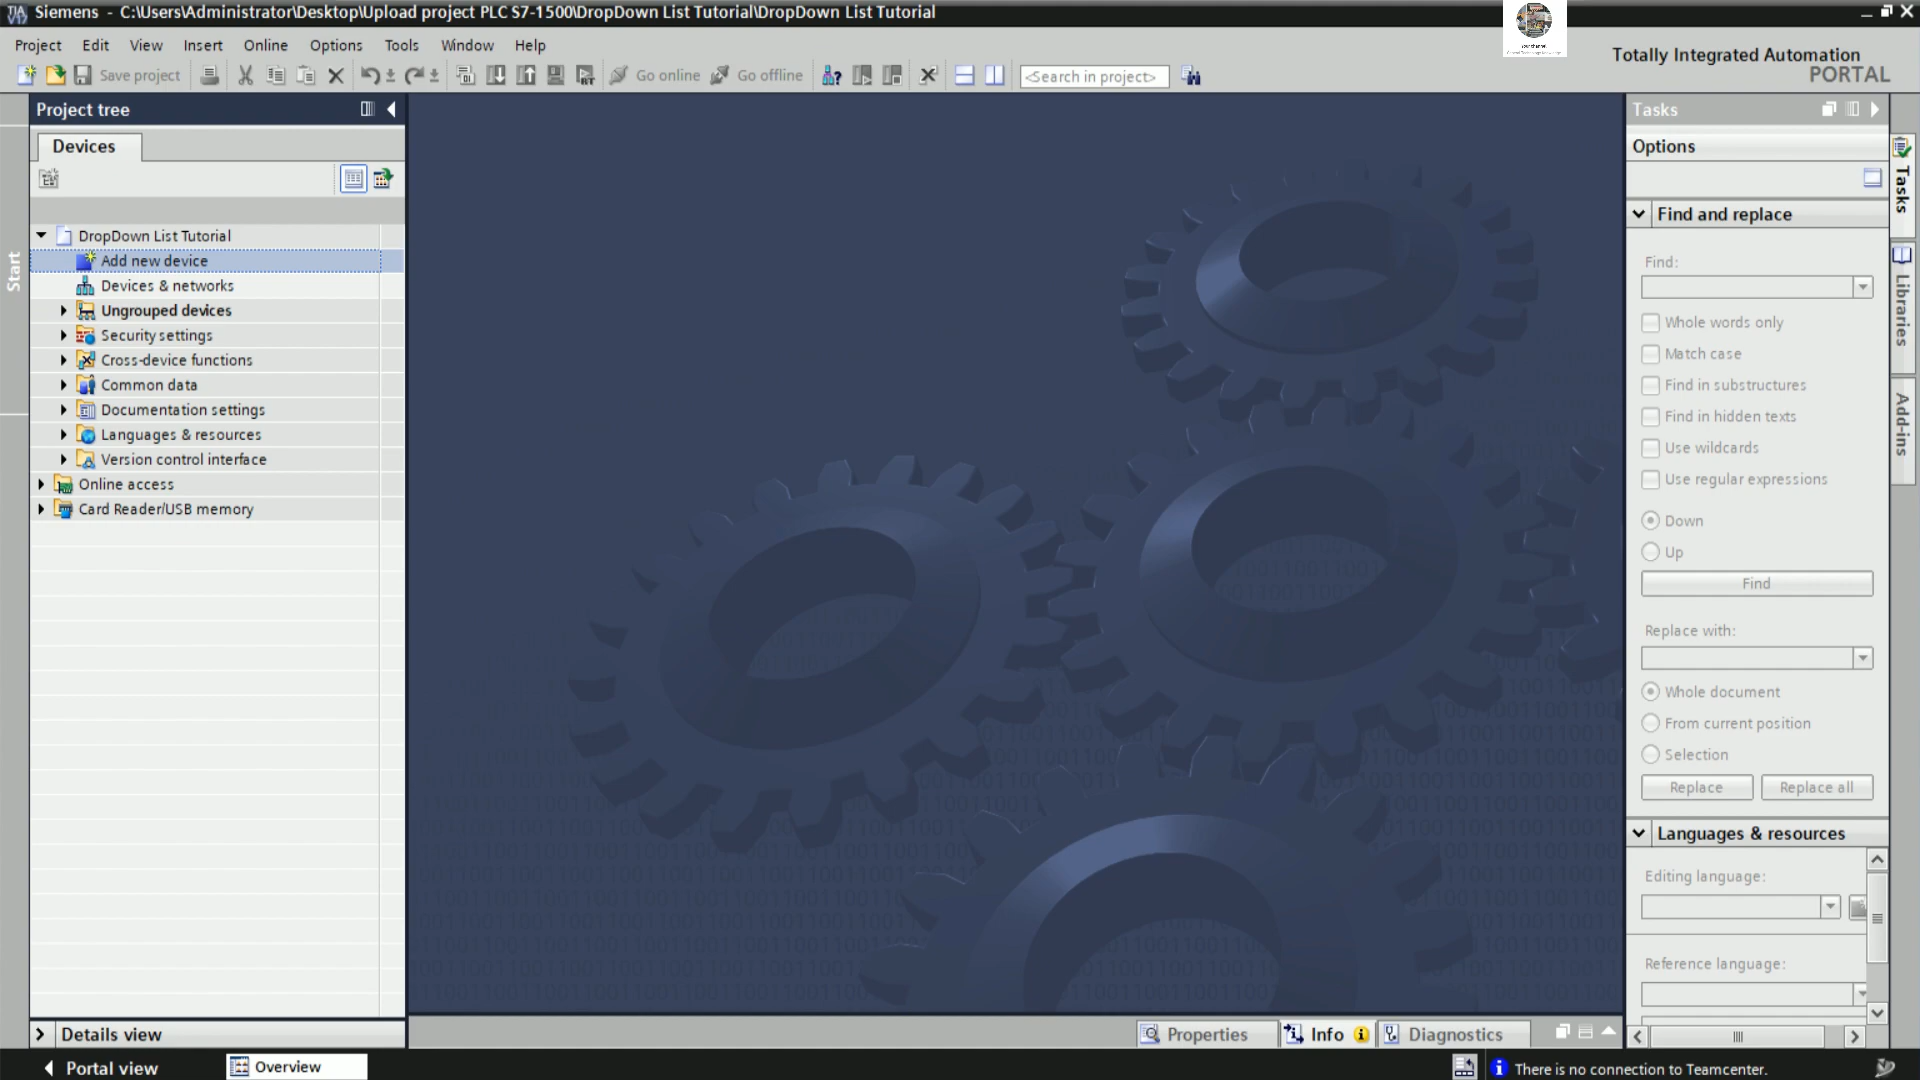 Siemens - C:\Users\Administrator\Desktop\Upload project PLC S7-1500\DropDown List Tutorial\DropDown List Tutorial
Project Edit View Insert Online Options Tools Window Help
Totally Integrated Automation
PORTAL
Save project Go online Go offline <Search in project>
Project tree
Devices
Start
DropDown List Tutorial
Add new device
Devices & networks
Ungrouped devices
Security settings
Cross-device functions
Common data
Documentation settings
Languages & resources
Version control interface
Online access
Card Reader/USB memory
Details view
Tasks
Options
Find and replace
Find:
Whole words only
Match case
Find in substructures
Find in hidden texts
Use wildcards
Use regular expressions
Down
Up
Find
Replace with:
Whole document
From current position
Selection
Replace Replace all
Languages & resources
Editing language:
Reference language:
Tasks
Libraries
Add-ins
Properties Info Diagnostics
Portal view Overview
There is no connection to Teamcenter.